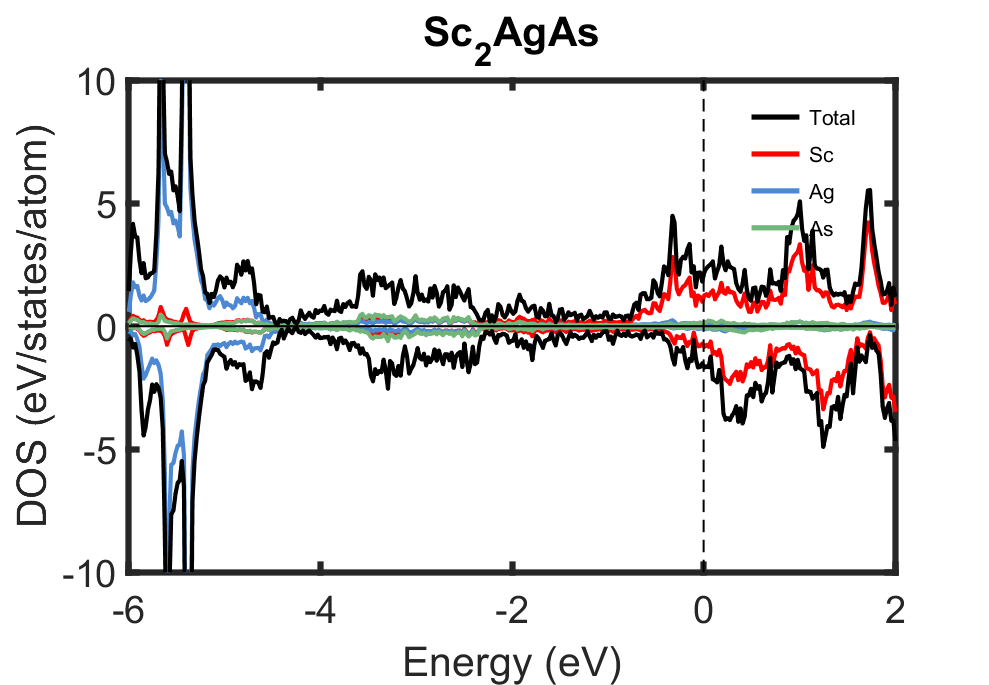 Sc₂AgAs
DOS (eV/states/atom)
10
5
0
-5
-10
Total
Sc
Ag
As
-6 -4 -2 0 2
Energy (eV)